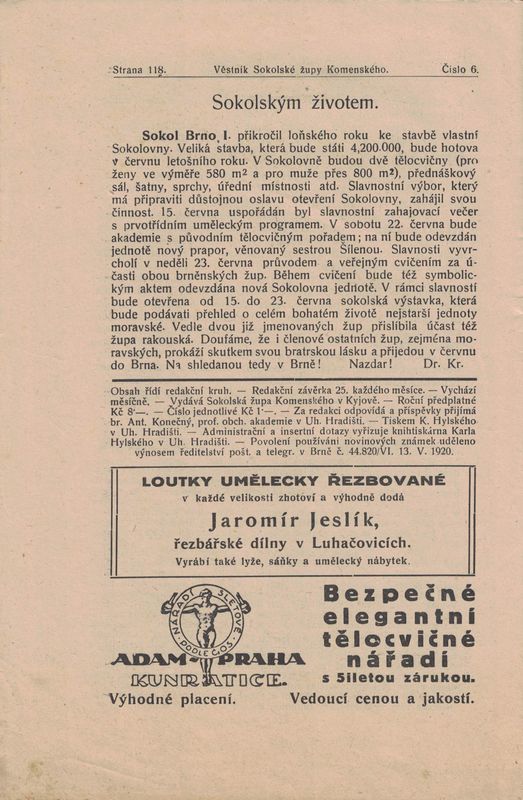 Strana 118. Věstník Sokolské župy Komenského. Číslo 6.
Sokolským životem.
Sokol Brno I. přikročil loňského roku ke stavbě vlastní
Sokolovny. Veliká stavba, která bude státi 4,200.000, bude hotova
v červnu letošního roku. V Sokolovně budou dvě tělocvičny (pro
ženy ve výměře 580 m² a pro muže přes 800 m²), přednáškový
sál, šatny, sprchy, úřední místnosti atd. Slavnostní výbor, který
má připraviti důstojnou oslavu otevření Sokolovny, zahájil svou
činnost. 15. června uspořádán byl slavnostní zahajovací večer
s prvotřídním uměleckým programem. V sobotu 22. června bude
akademie s původním tělocvičným pořadem; na ní bude odevzdán
jednotě nový prapor, věnovaný sestrou Šílenou. Slavnosti vyvr-
cholí v neděli 23. června průvodem a veřejným cvičením za ú-
časti obou brněnských žup. Během cvičení bude též symbolic-
kým aktem odevzdána nová Sokolovna jednotě. V rámci slavností
bude otevřena od 15. do 23. června sokolská výstavka, která
bude podávati přehled o celém bohatém životě nejstarší jednoty
moravské. Vedle dvou již jmenovaných žup přislíbila účast též
župa rakouská. Doufáme, že i členové ostatních župp, zejména mo-
ravských, prokáží skutkem svou bratrskou lásku a přijedou v červnu
do Brna. Na shledanou tedy v Brně! Nazdar! Dr. Kr.
Obsah řídí redakční kruh. — Redakční závěrka 25. každého měsíce. — Vychází
měsíčně. — Vydává Sokolská župa Komenského v Kyjově. — Roční předplatné
Kč 8·—. — Číslo jednotlivé Kč 1·—. — Za redakci odpovídá a příspěvky přijímá
br. Ant. Konečný, prof. obch. akademie v Uh. Hradišti. — Tiskem K. Hylského
v Uh. Hradišti. — Administrační a insertní dotazy vyřizuje knihtiskárna Karla
Hylského v Uh. Hradišti. — Povolení používání novinových známek uděleno
výnosem ředitelství pošt. a telegr. v Brně č. 44.820/VI. 13. V. 1920.
LOUTKY UMĚLECKY ŘEZBOVANÉ
v každé velikosti zhotoví a výhodně dodá
Jaromír Jeslík,
řezbářské dílny v Luhačovicích.
Vyrábí také lyže, sáňky a umělecký nábytek.
NÁŘADÍ SLETOVÉ
PODLE ČOS.
ADAM-PRAHA
KUNRATICE.
Výhodné placení.
Bezpečné
elegantní
tělocvičné
nářadí
s 5iletou zárukou.
Vedoucí cenou a jakostí.